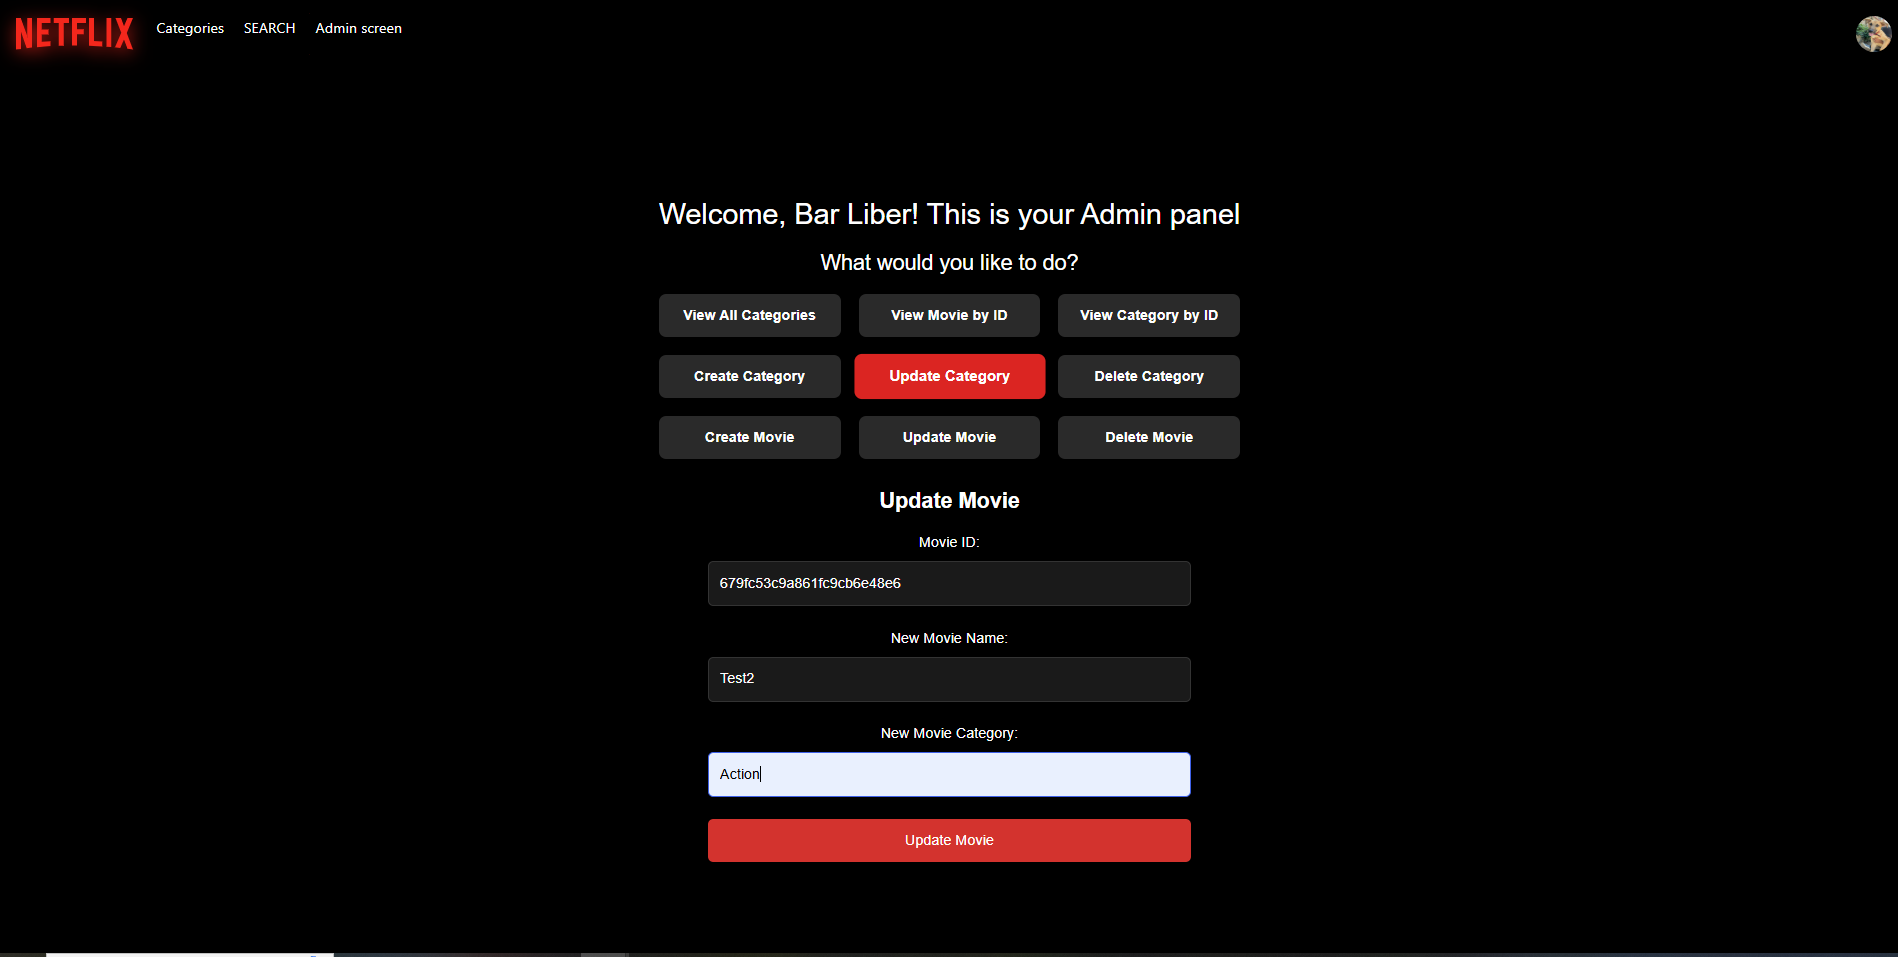 NETFLIX Categories SEARCH Admin screen
Welcome, Bar Liber! This is your Admin panel
What would you like to do?
View All Categories View Movie by ID View Category by ID
Create Category Update Category Delete Category
Create Movie Update Movie Delete Movie
Update Movie
Movie ID:
679fc53c9a861fc9cb6e48e6
New Movie Name:
Test2
New Movie Category:
Action
Update Movie